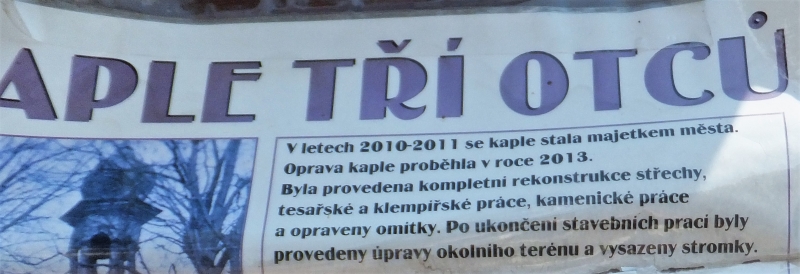 APLE TŘÍ OTCŮ
V letech 2010-2011 se kaple stala majetkem města.
Oprava kaple proběhla v roce 2013.
Byla provedena kompletní rekonstrukce střechy,
tesařské a klempířské práce, kamenické práce
a opraveny omítky. Po ukončení stavebních prací byly
provedeny úpravy okolního terénu a vysazeny stromky.